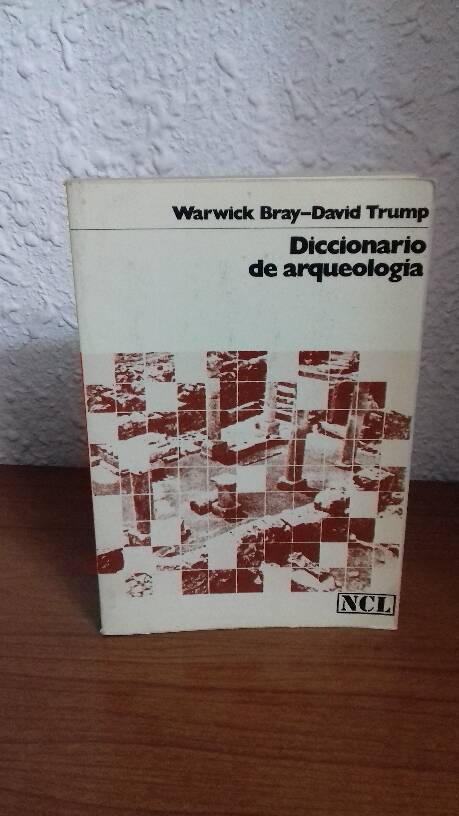 Warwick Bray–David Trump
Diccionario
de arqueología
NCL